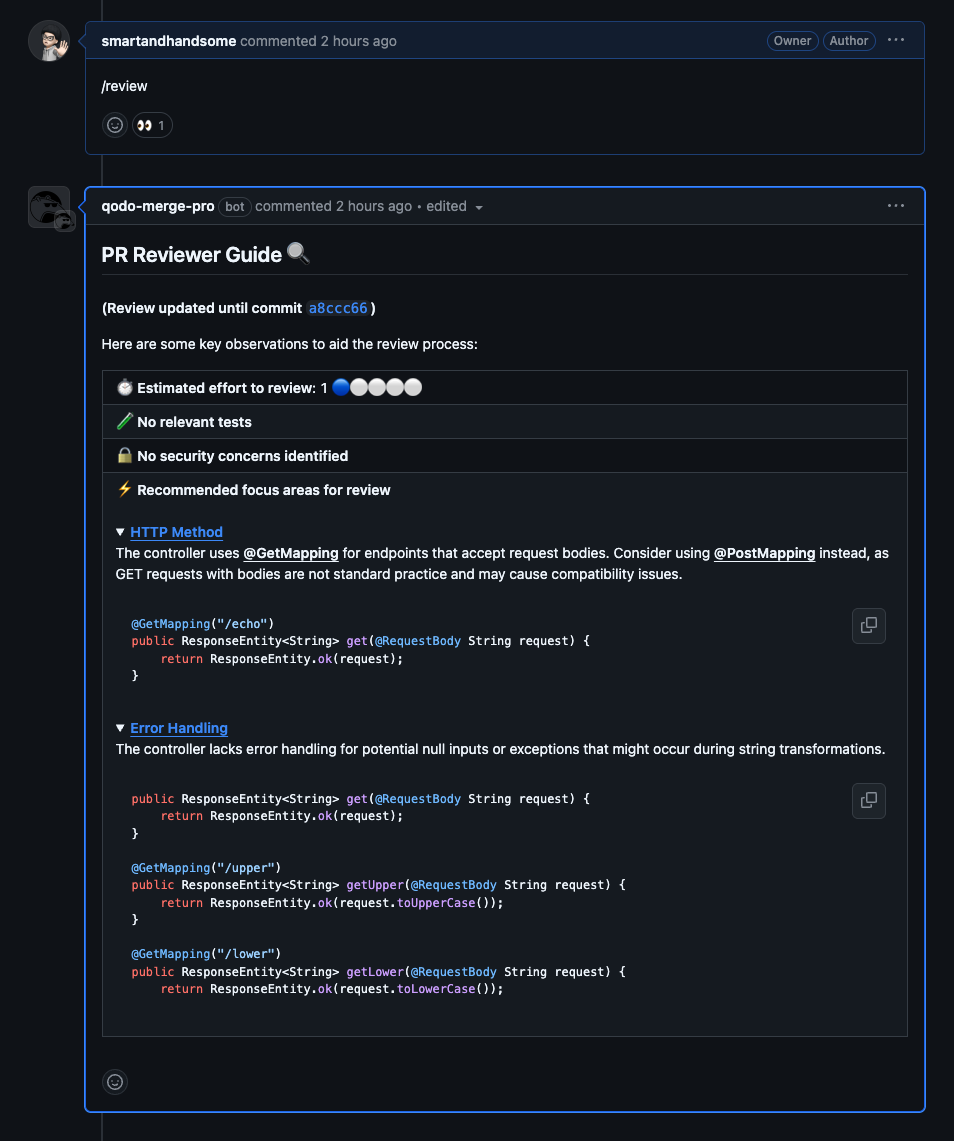 smartandhandsome commented 2 hours ago Owner Author ···
/review
👀 1
qodo-merge-pro bot commented 2 hours ago • edited ···
PR Reviewer Guide 🔍
(Review updated until commit a8ccc66)
Here are some key observations to aid the review process:
⏱️ Estimated effort to review: 1 🔵⚪⚪⚪⚪
🧪 No relevant tests
🔒 No security concerns identified
⚡ Recommended focus areas for review
HTTP Method
The controller uses @GetMapping for endpoints that accept request bodies. Consider using @PostMapping instead, as
GET requests with bodies are not standard practice and may cause compatibility issues.
@GetMapping("/echo")
public ResponseEntity<String> get(@RequestBody String request) {
    return ResponseEntity.ok(request);
}
Error Handling
The controller lacks error handling for potential null inputs or exceptions that might occur during string transformations.
public ResponseEntity<String> get(@RequestBody String request) {
    return ResponseEntity.ok(request);
}
@GetMapping("/upper")
public ResponseEntity<String> getUpper(@RequestBody String request) {
    return ResponseEntity.ok(request.toUpperCase());
}
@GetMapping("/lower")
public ResponseEntity<String> getLower(@RequestBody String request) {
    return ResponseEntity.ok(request.toLowerCase());